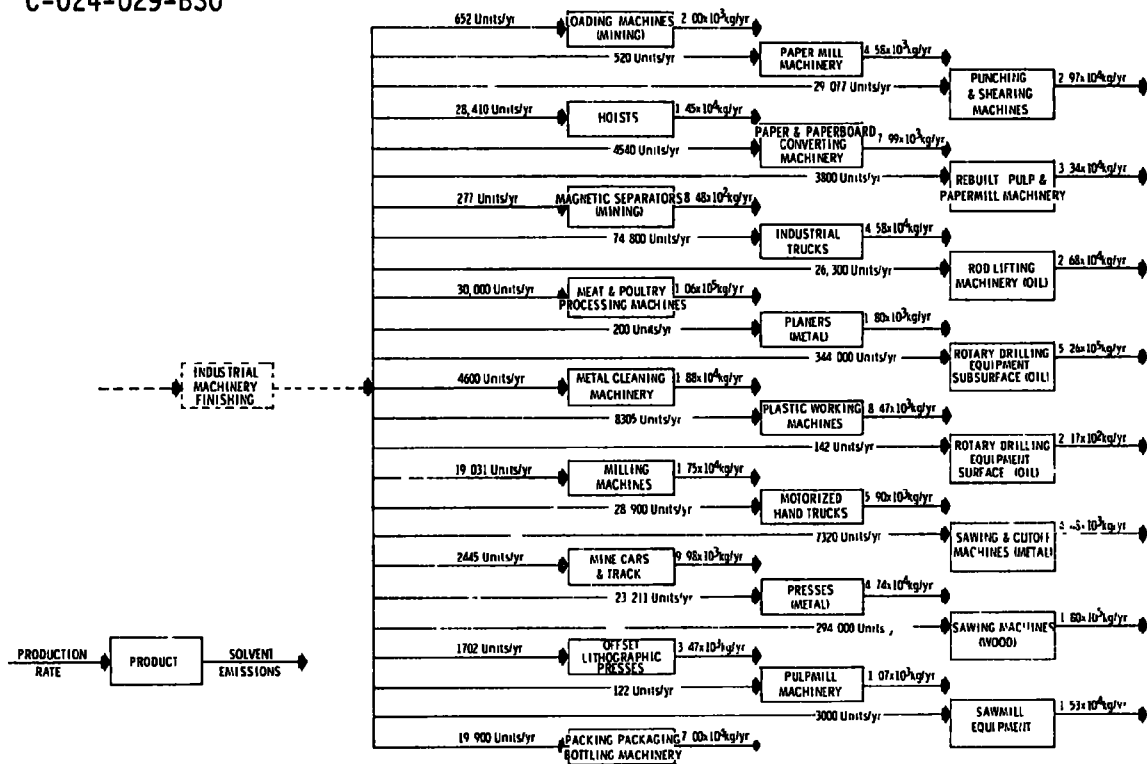 C-024-029-BSO
652 Units/yr
LOADING MACHINES
(MINING)
2 00x10³kg/yr
520 Units/yr
PAPER MILL
MACHINERY
4 58x10³kg/yr
29 077 Units/yr
PUNCHING
& SHEARING
MACHINES
2 97x10⁴kg/yr
28,410 Units/yr
HOISTS
1 45x10⁴kg/yr
4540 Units/yr
PAPER & PAPERBOARD
CONVERTING
MACHINERY
7 99x10³kg/yr
3800 Units/yr
REBUILT PULP &
PAPERMILL MACHINERY
3 34x10⁴kg/yr
277 Units/yr
MAGNETIC SEPARATORS
(MINING)
8 48x10²kg/yr
74 800 Units/yr
INDUSTRIAL
TRUCKS
4 58x10⁴kg/yr
26,300 Units/yr
ROD LIFTING
MACHINERY (OIL)
2 68x10⁴kg/yr
30,000 Units/yr
MEAT & POULTRY
PROCESSING MACHINES
1 06x10⁵kg/yr
200 Units/yr
PLANERS
(METAL)
1 80x10³kg/yr
344 000 Units/yr
ROTARY DRILLING
EQUIPMENT
SUBSURFACE (OIL)
5 26x10⁵kg/yr
INDUSTRIAL
MACHINERY
FINISHING
4600 Units/yr
METAL CLEANING
MACHINERY
1 88x10⁴kg/yr
8305 Units/yr
PLASTIC WORKING
MACHINES
8 47x10³kg/yr
142 Units/yr
ROTARY DRILLING
EQUIPMENT
SURFACE (OIL)
2 17x10²kg/yr
19 031 Units/yr
MILLING
MACHINES
1 75x10⁴kg/yr
28 900 Units/yr
MOTORIZED
HAND TRUCKS
5 90x10³kg/yr
7320 Units/yr
SAWING & CUTOFF
MACHINES (METAL)
2445 Units/yr
MINE CARS
& TRACK
9 98x10³kg/yr
23 211 Units/yr
PRESSES
(METAL)
4 74x10⁴kg/yr
294 000 Units
SAWING MACHINES
(WOOD)
1 80x10⁵kg/yr
PRODUCTION
RATE
PRODUCT
SOLVENT
EMISSIONS
1702 Units/yr
OFFSET
LITHOGRAPHIC
PRESSES
3 47x10³kg/yr
122 Units/yr
PULPMILL
MACHINERY
1 07x10³kg/yr
3000 Units/yr
SAWMILL
EQUIPMENT
1 53x10⁴kg/yr
19 900 Units/yr
PACKING PACKAGING
BOTTLING MACHINERY
7 00x10⁴kg/yr